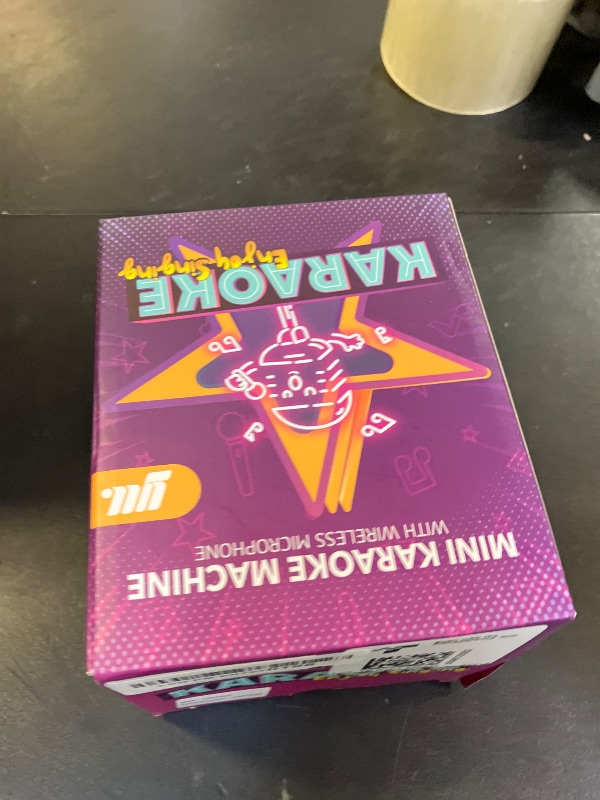 MINI KARAOKE MACHINE
WITH WIRELESS MICROPHONE
KARAOKE
Enjoy Singing